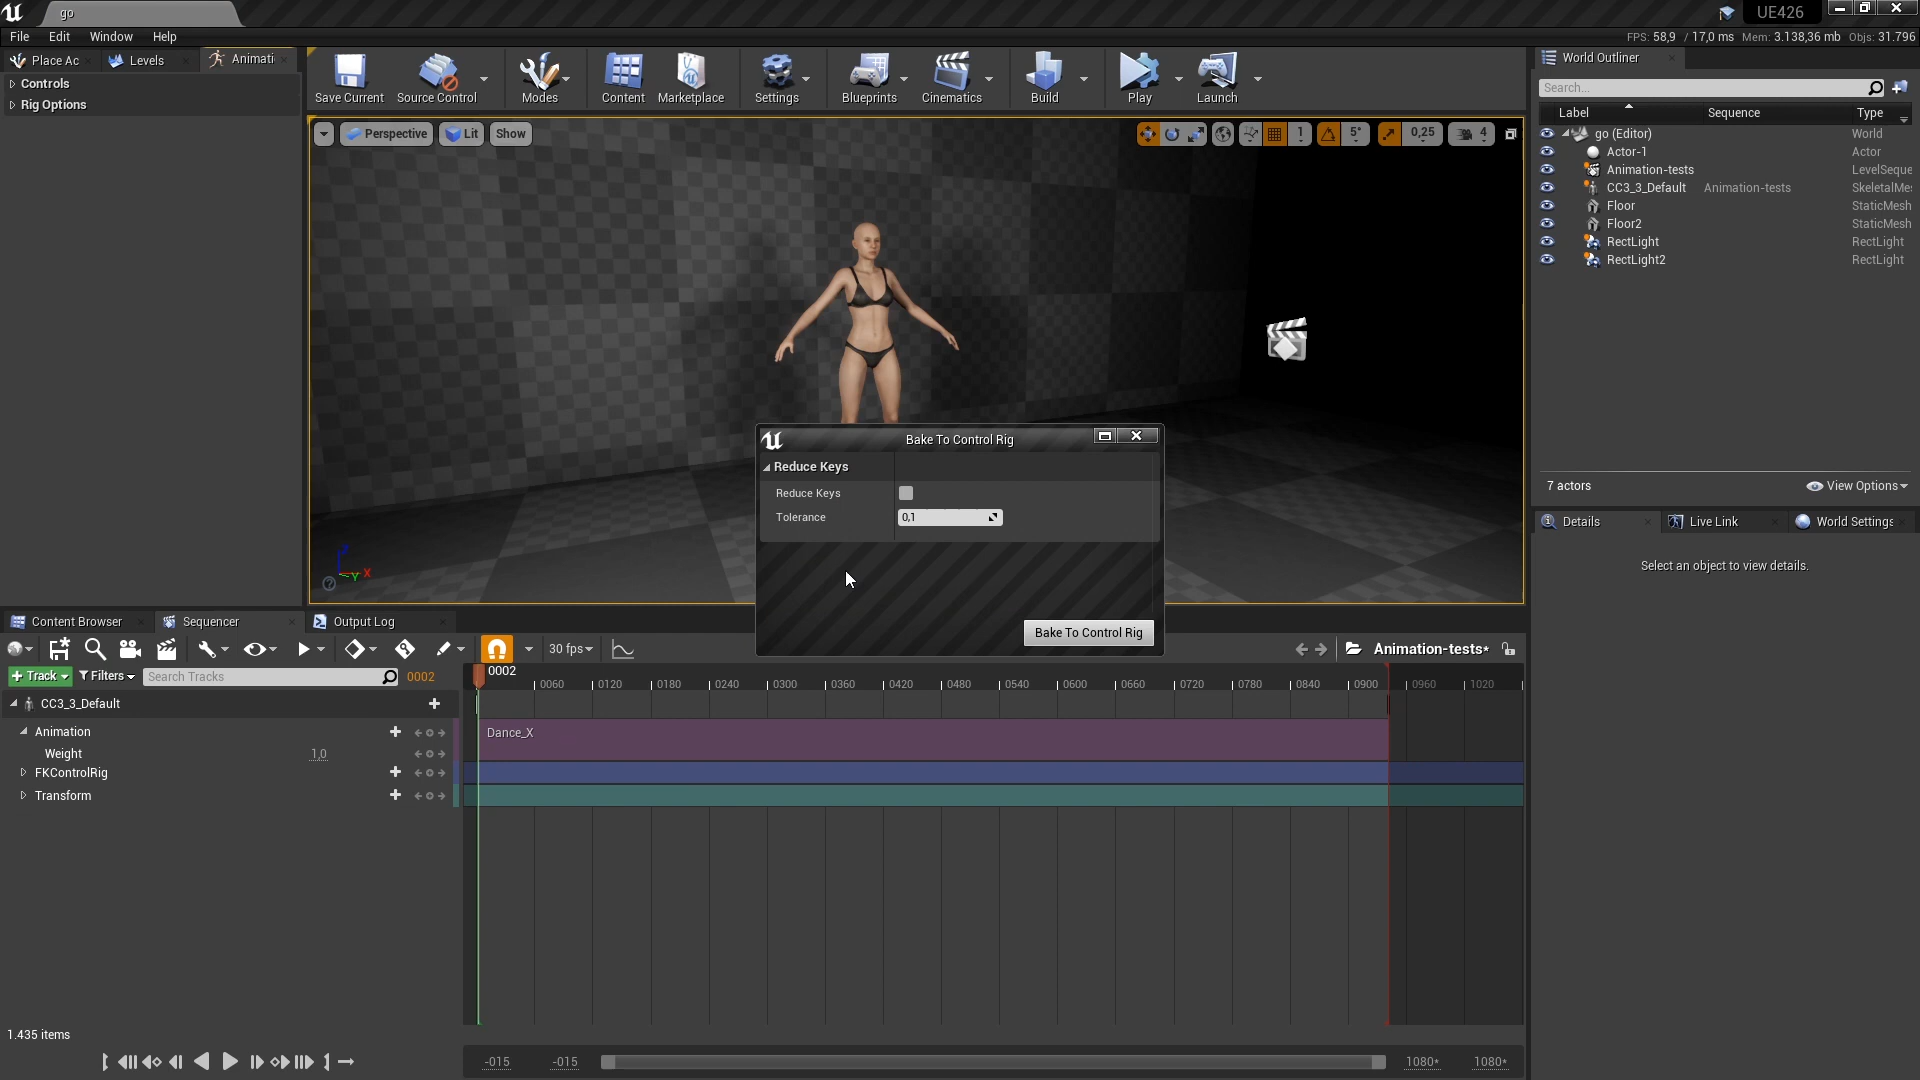 go
UE426
File Edit Window Help
FPS: 58,9 / 17,0 ms Mem: 3.138,36 mb Objs: 31.796
Place Ac Levels Animati
Controls
Rig Options
Save Current Source Control Modes Content Marketplace Settings Blueprints Cinematics Build Play Launch
Perspective Lit Show
1 5° 0,25 4
World Outliner
Search...
Label Sequence Type
go (Editor) World
Actor-1 Actor
Animation-tests LevelSeque
CC3_3_Default Animation-tests SkeletalMes
Floor StaticMesh
Floor2 StaticMesh
RectLight RectLight
RectLight2 RectLight
7 actors View Options
Details Live Link World Settings
Select an object to view details.
Z
Y X
Bake To Control Rig
Reduce Keys
Reduce Keys
Tolerance 0,1
Bake To Control Rig
Content Browser Sequencer Output Log
30 fps
Animation-tests*
+ Track Filters Search Tracks 0002
0002
0060 0120 0180 0240 0300 0360 0420 0480 0540 0600 0660 0720 0780 0840 0900 0960 1020
CC3_3_Default
Animation
Dance_X
Weight 1,0
FKControlRig
Transform
1.435 items
-015 -015 1080* 1080*